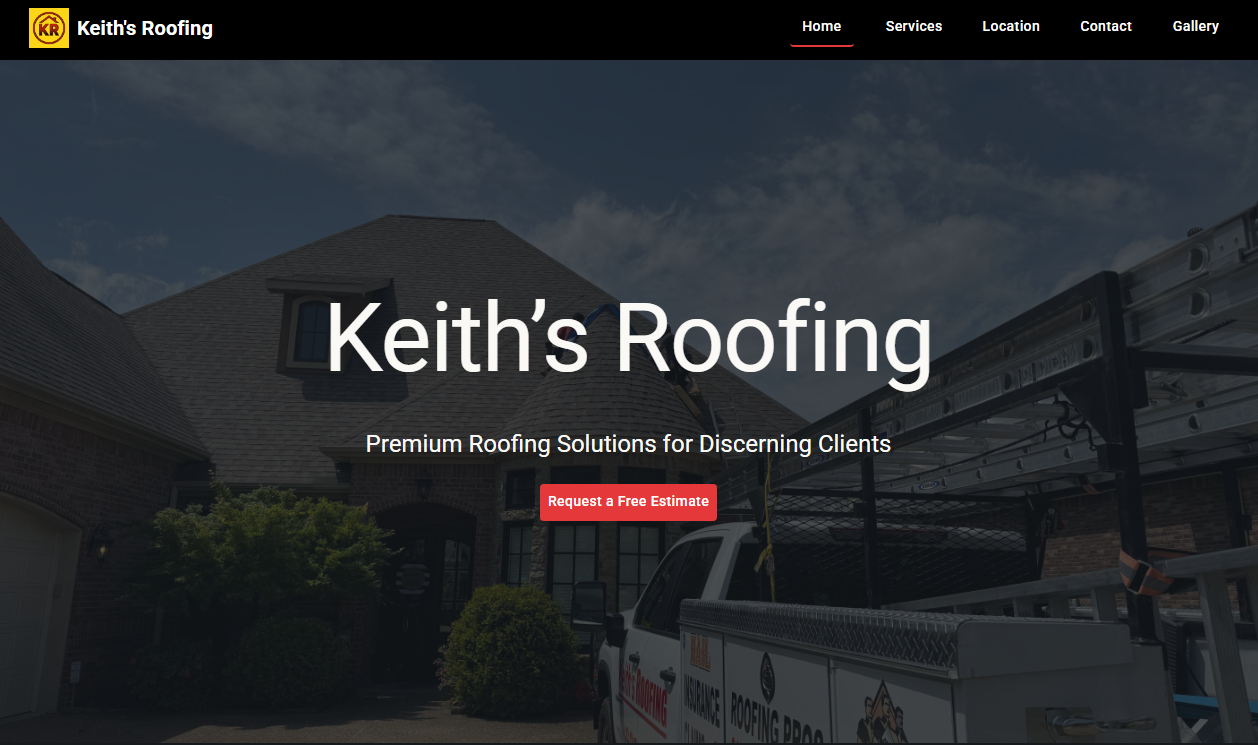 KR
Keith's Roofing
Home
Services
Location
Contact
Gallery
Keith’s Roofing
Premium Roofing Solutions for Discerning Clients
Request a Free Estimate
ROOFING
INSURANCE
ROOFING PROS